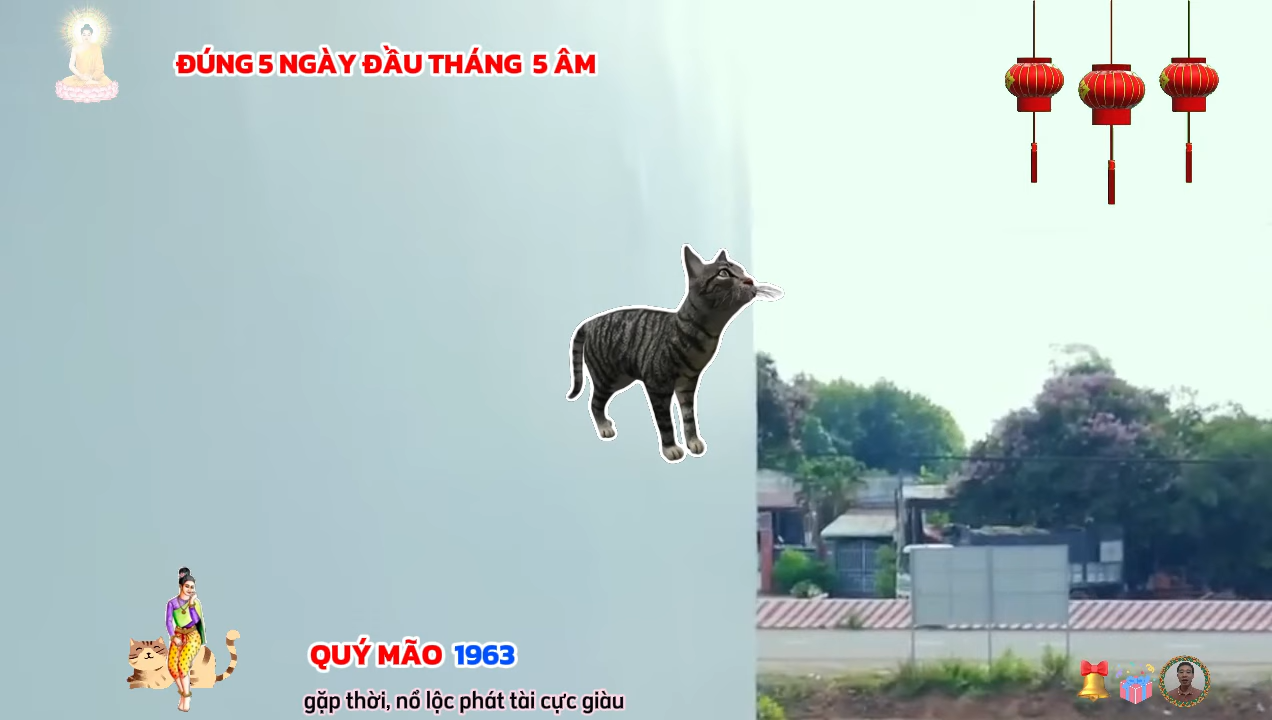 ĐÚNG 5 NGÀY ĐẦU THÁNG 5 ÂM
QUÝ MÃO 1963
gặp thời, nổ lộc phát tài cực giàu